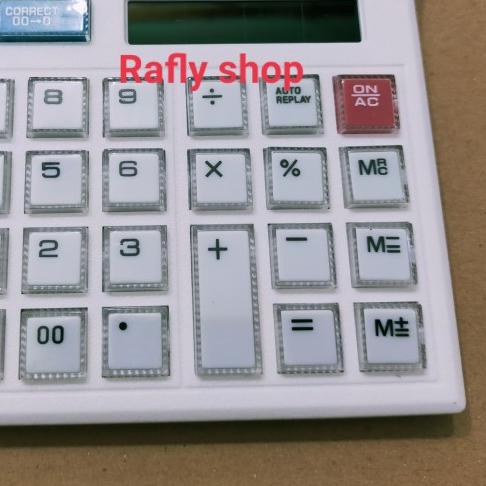 CORRECT
00→0
Rafly shop
8 9 ÷ AUTO REPLAY ON AC
5 6 × % MRC
2 3 + − M=
00 • = M±